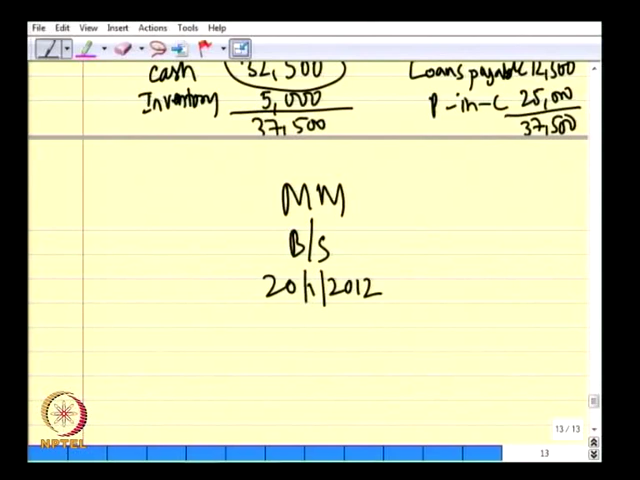 File Edit View Insert Actions Tools Help
Cash 32,500 Loans payable 12,500
Inventory 5,000 P-in-C 25,000
37,500 37,500
MM
B/S
20/1/2012
NPTEL
13 / 13
13